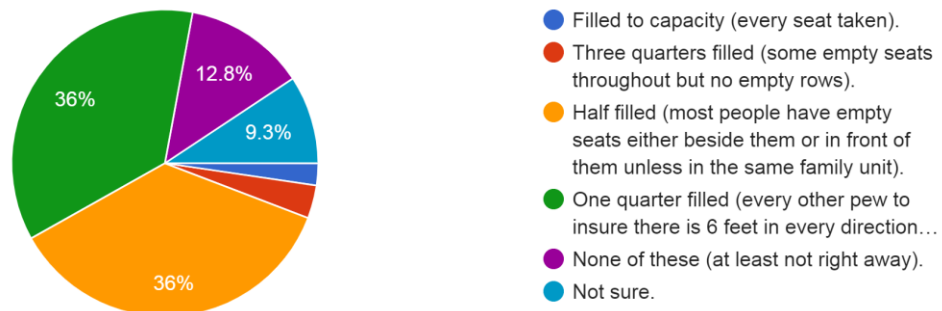 12.8%
36%
9.3%
36%
Filled to capacity (every seat taken).
Three quarters filled (some empty seats
throughout but no empty rows).
Half filled (most people have empty
seats either beside them or in front of
them unless in the same family unit).
One quarter filled (every other pew to
insure there is 6 feet in every direction…
None of these (at least not right away).
Not sure.